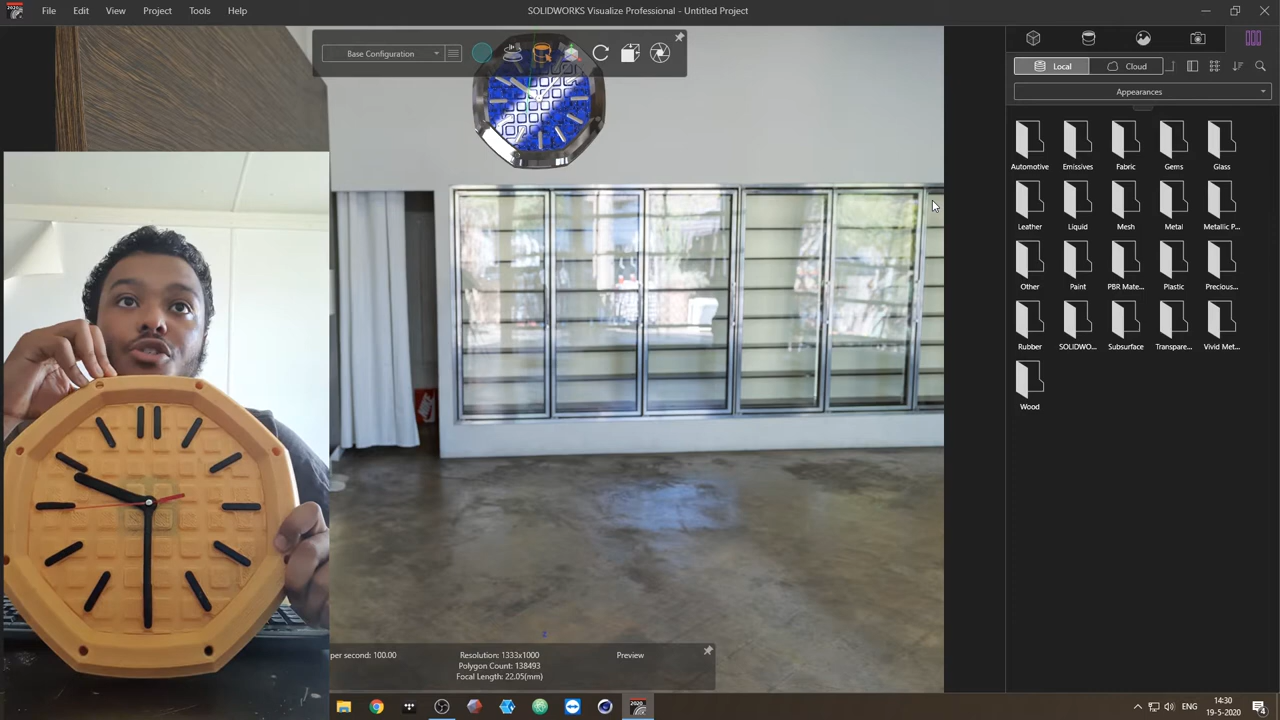 2020
File
Edit
View
Project
Tools
Help
SOLIDWORKS Visualize Professional - Untitled Project
Base Configuration
Local
Cloud
Appearances
Automotive
Emissives
Fabric
Gems
Glass
Leather
Liquid
Mesh
Metal
Metallic P...
Other
Paint
PBR Mate...
Plastic
Precious...
Rubber
SOLIDWO...
Subsurface
Transpare...
Vivid Met...
Wood
per second: 100.00
Resolution: 1333x1000
Polygon Count: 138493
Focal Length: 22.05(mm)
Preview
2020
ENG
14:30
19-5-2020
4